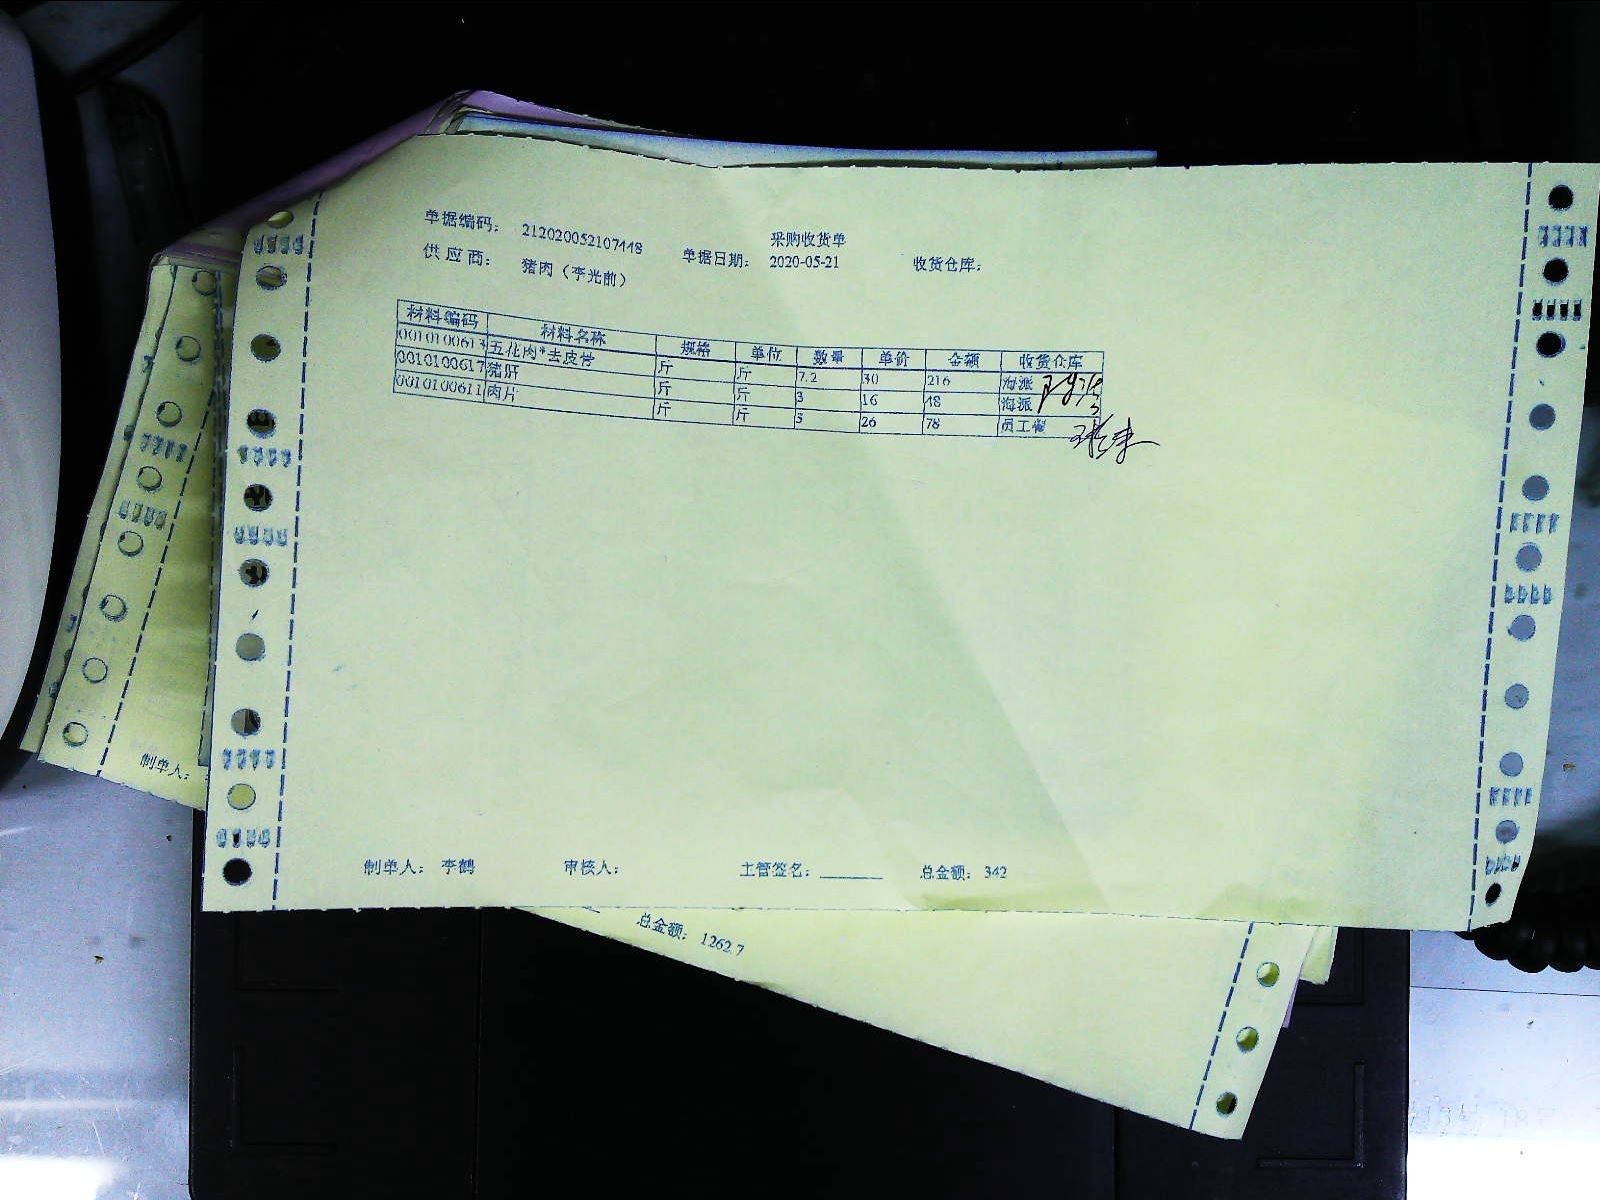 采购收货单
单据编码: 212020052107448 单据日期: 2020-05-21 收货仓库:
供应商: 猪肉（李光前）
材料编码 材料名称 规格 单位 数量 单价 金额 收货仓库
0010100613 五花肉*去皮带 斤 斤 7.2 30 216 海派
0010100617 猪肝 斤 斤 3 16 48 海派
0010100611 肉片 斤 斤 3 26 78 员工餐
制单人: 李鹤 审核人: 主管签名: 总金额: 342
制单人:
总金额: 1262.7